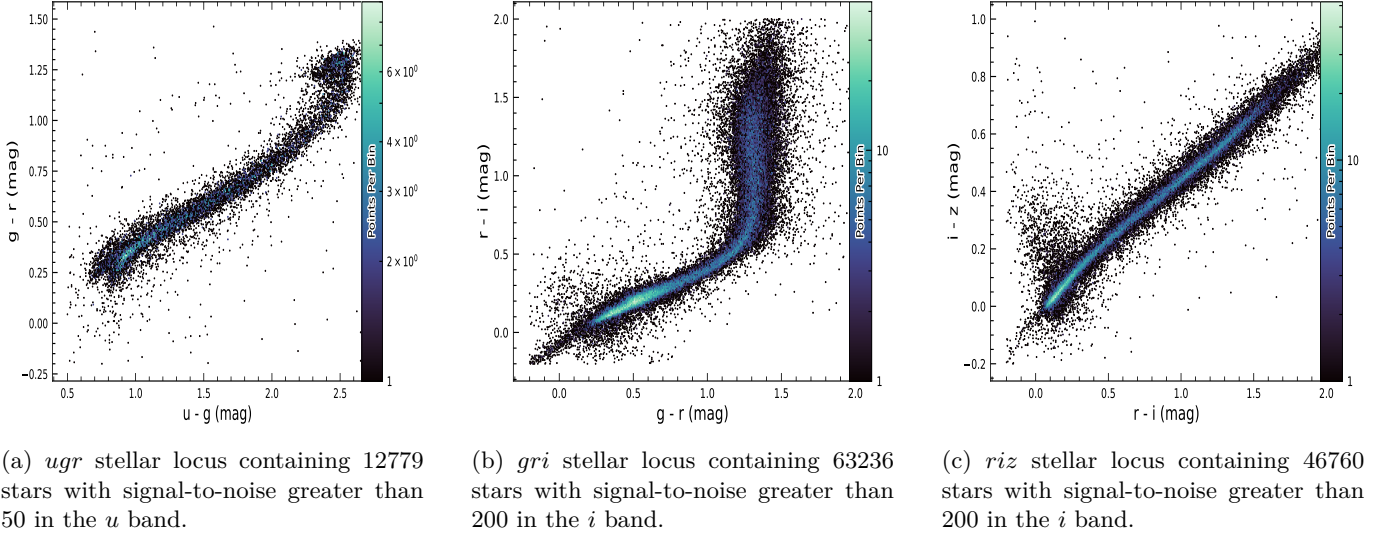 1.50
1.25
1.00
0.75
0.50
0.25
0.00
−0.25
g - r (mag)
0.5 1.0 1.5 2.0 2.5
u - g (mag)
6 × 10⁰
4 × 10⁰
3 × 10⁰
2 × 10⁰
1
Points Per Bin
2.0
1.5
1.0
0.5
0.0
r - i (mag)
0.0 0.5 1.0 1.5 2.0
g - r (mag)
10
1
Points Per Bin
1.0
0.8
0.6
0.4
0.2
0.0
−0.2
i - z (mag)
0.0 0.5 1.0 1.5 2.0
r - i (mag)
10
1
Points Per Bin
(a) ugr stellar locus containing 12779
stars with signal-to-noise greater than
50 in the u band.
(b) gri stellar locus containing 63236
stars with signal-to-noise greater than
200 in the i band.
(c) riz stellar locus containing 46760
stars with signal-to-noise greater than
200 in the i band.